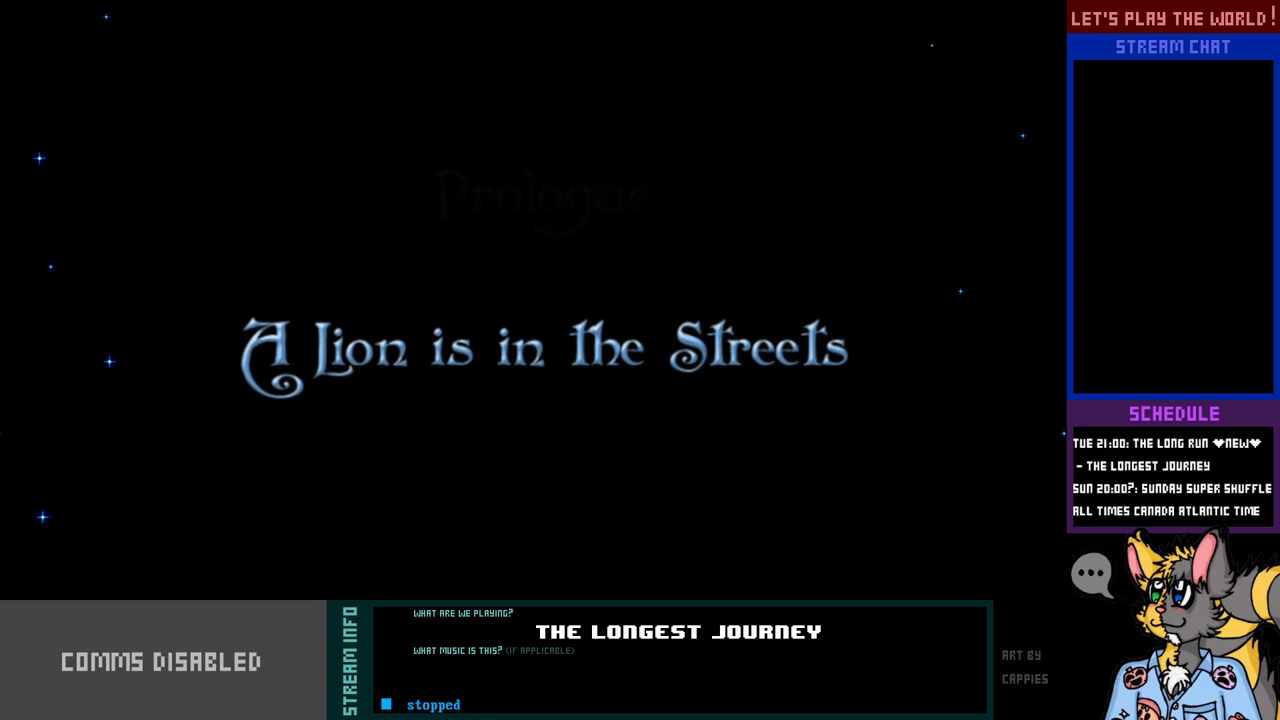 Prologue
A Lion is in the Streets
LET'S PLAY THE WORLD!
STREAM CHAT
SCHEDULE
TUE 21:00: THE LONG RUN ♥NEW♥
- THE LONGEST JOURNEY
SUN 20:00?: SUNDAY SUPER SHUFFLE
ALL TIMES CANADA ATLANTIC TIME
...
COMMS DISABLED
STREAM INFO
WHAT ARE WE PLAYING?
THE LONGEST JOURNEY
WHAT MUSIC IS THIS? (IF APPLICABLE)
stopped
ART BY
CAPPIES